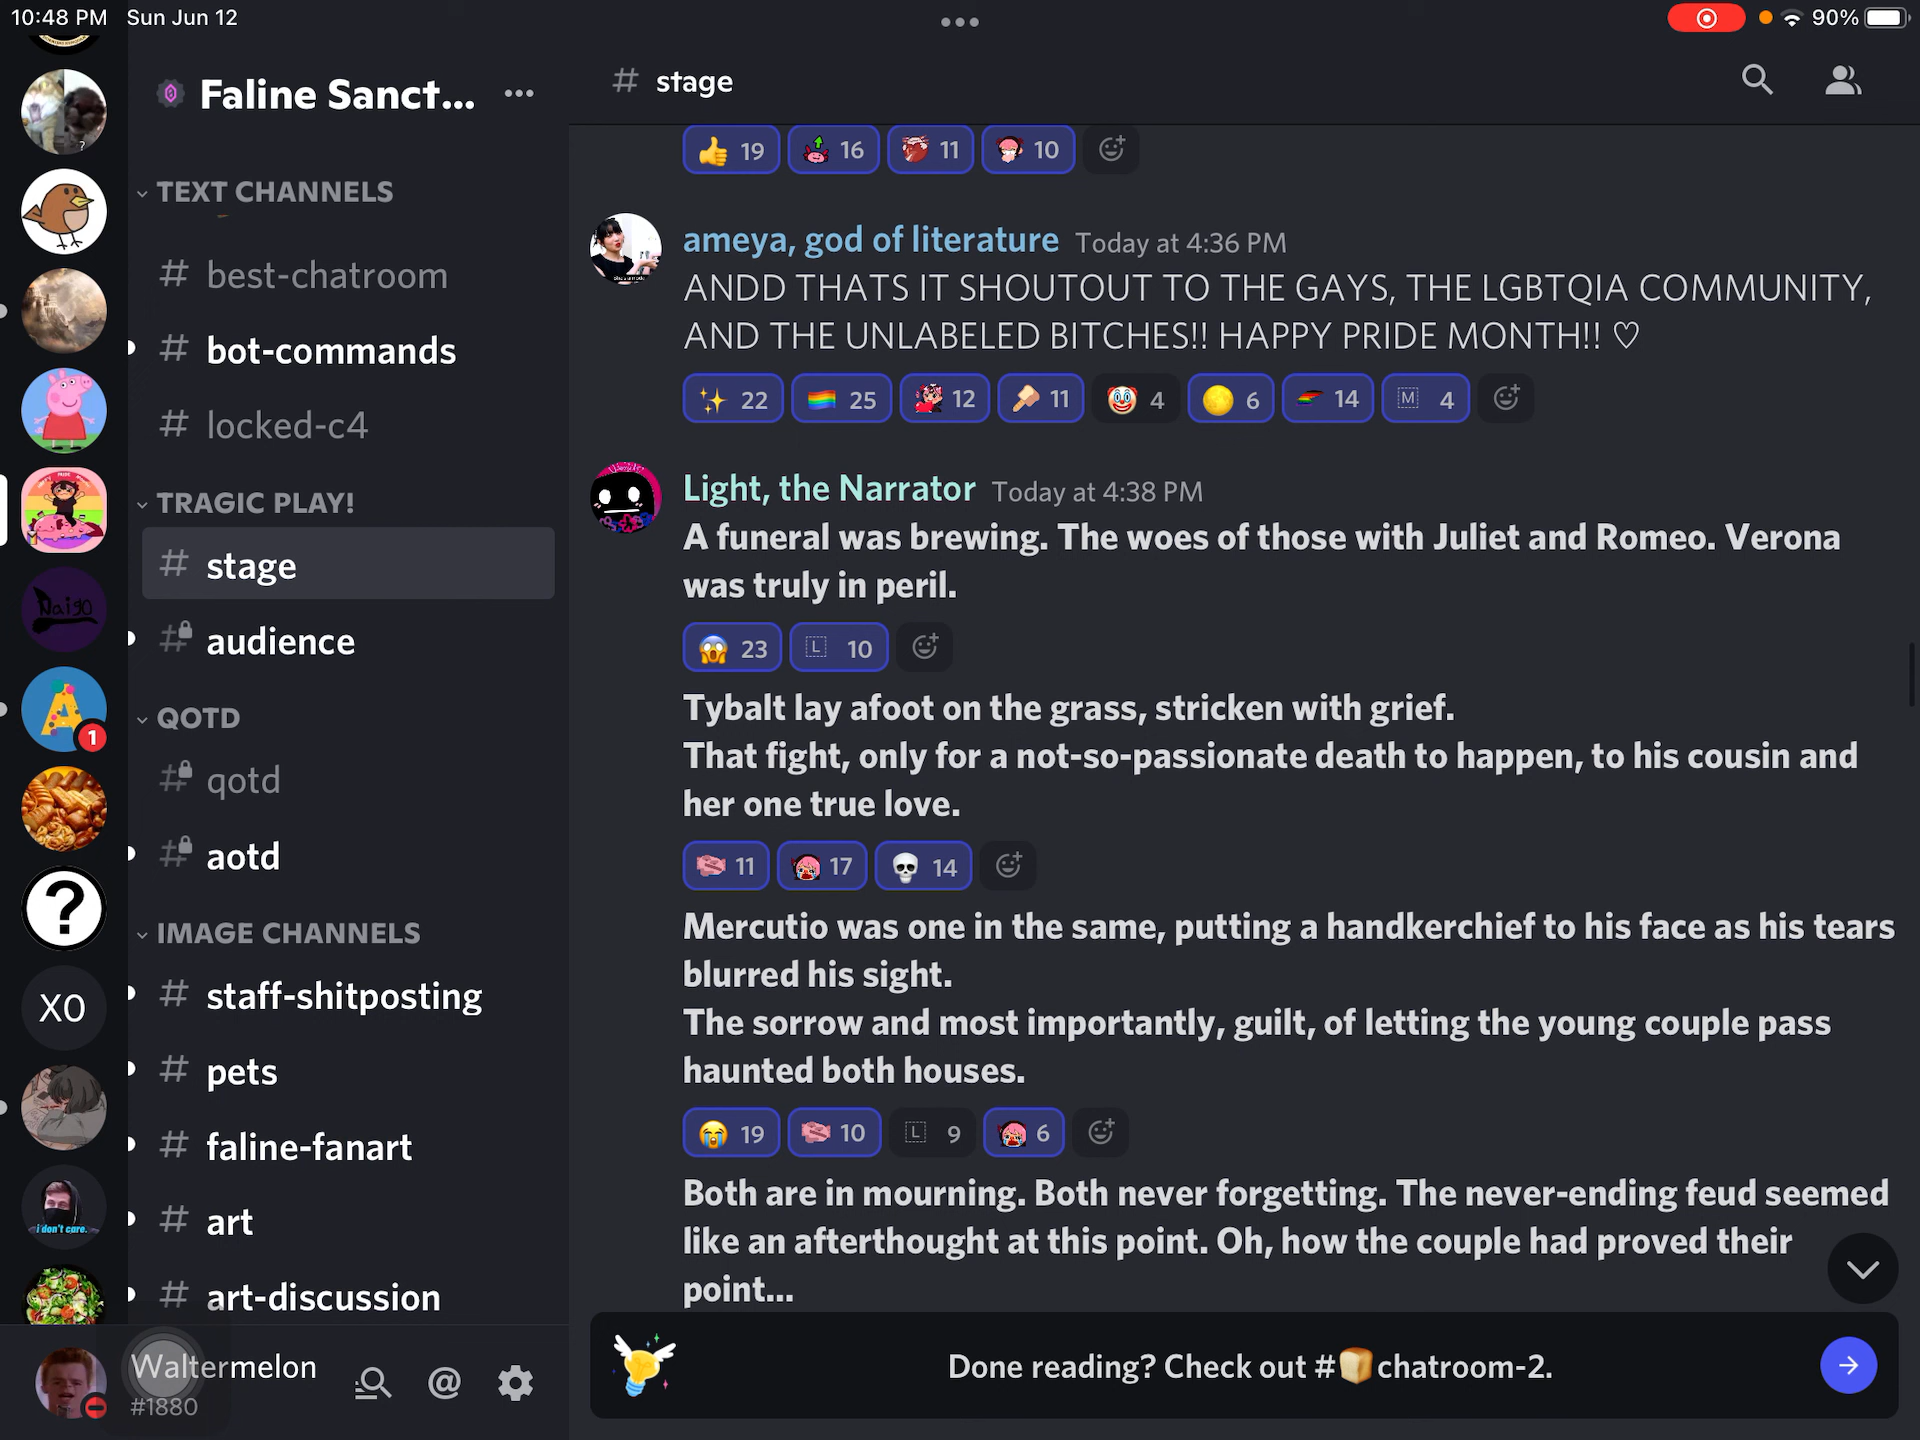 10:48 PM Sun Jun 12
90%
Faline Sanct...
TEXT CHANNELS
best-chatroom
bot-commands
locked-c4
TRAGIC PLAY!
stage
audience
QOTD
qotd
aotd
IMAGE CHANNELS
staff-shitposting
pets
faline-fanart
art
art-discussion
Naigo
A
1
?
X0
i don't care.
Waltermelon
#1880
# stage
19 16 11 10
ameya, god of literature Today at 4:36 PM
ANDD THATS IT SHOUTOUT TO THE GAYS, THE LGBTQIA COMMUNITY,
AND THE UNLABELED BITCHES!! HAPPY PRIDE MONTH!! ♡
22 25 12 11 4 6 14 M 4
Light, the Narrator Today at 4:38 PM
A funeral was brewing. The woes of those with Juliet and Romeo. Verona
was truly in peril.
23 L 10
Tybalt lay afoot on the grass, stricken with grief.
That fight, only for a not-so-passionate death to happen, to his cousin and
her one true love.
11 17 14
Mercutio was one in the same, putting a handkerchief to his face as his tears
blurred his sight.
The sorrow and most importantly, guilt, of letting the young couple pass
haunted both houses.
19 10 L 9 6
Both are in mourning. Both never forgetting. The never-ending feud seemed
like an afterthought at this point. Oh, how the couple had proved their
point...
Done reading? Check out #🍞chatroom-2.